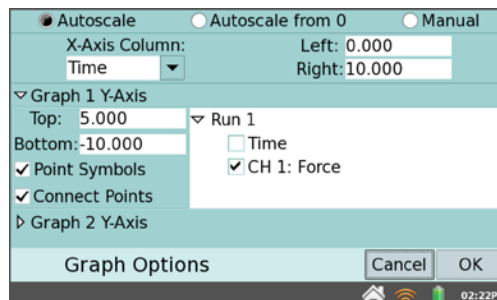 Autoscale Autoscale from 0 Manual
X-Axis Column: Left: 0.000
Time Right: 10.000
Graph 1 Y-Axis
Top: 5.000 Run 1
Bottom: -10.000 Time
Point Symbols CH 1: Force
Connect Points
Graph 2 Y-Axis
Graph Options Cancel OK